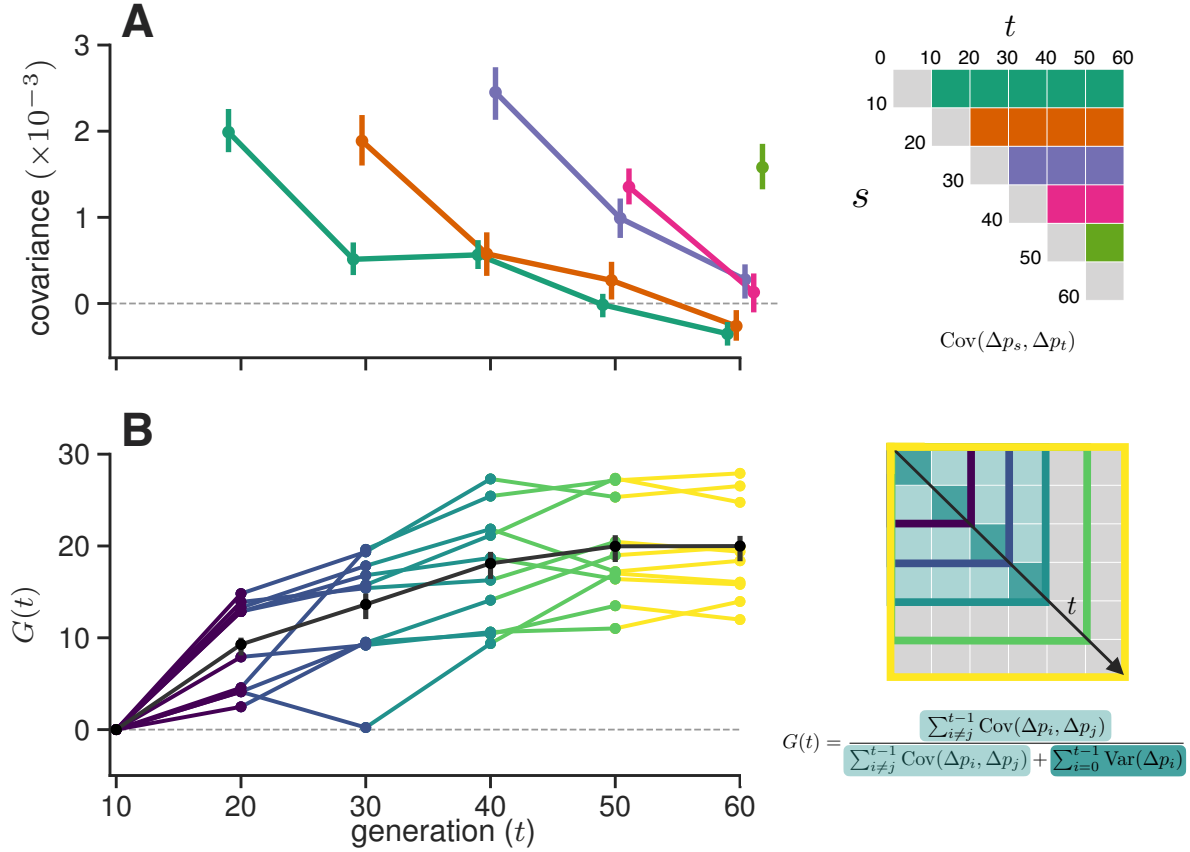 A
covariance (×10⁻³)
3
2
1
0
t
0 10 20 30 40 50 60
10
20
30
40
50
60
s
Cov(Δpₛ, Δpₜ)
B
G(t)
30
20
10
0
10 20 30 40 50 60
generation (t)
t
G(t) = ∑_{i≠j}^{t−1} Cov(Δp_i, Δp_j) / ∑_{i≠j}^{t−1} Cov(Δp_i, Δp_j) + ∑_{i=0}^{t−1} Var(Δp_i)